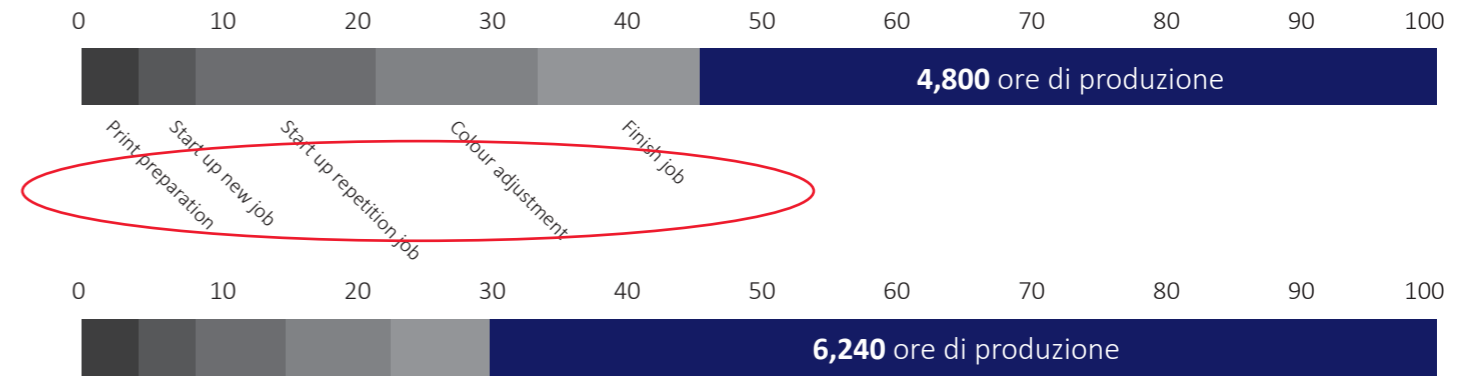 0 10 20 30 40 50 60 70 80 90 100
4,800 ore di produzione
Print preparation
Start up new job
Start up repetition job
Colour adjustment
Finish job
0 10 20 30 40 50 60 70 80 90 100
6,240 ore di produzione